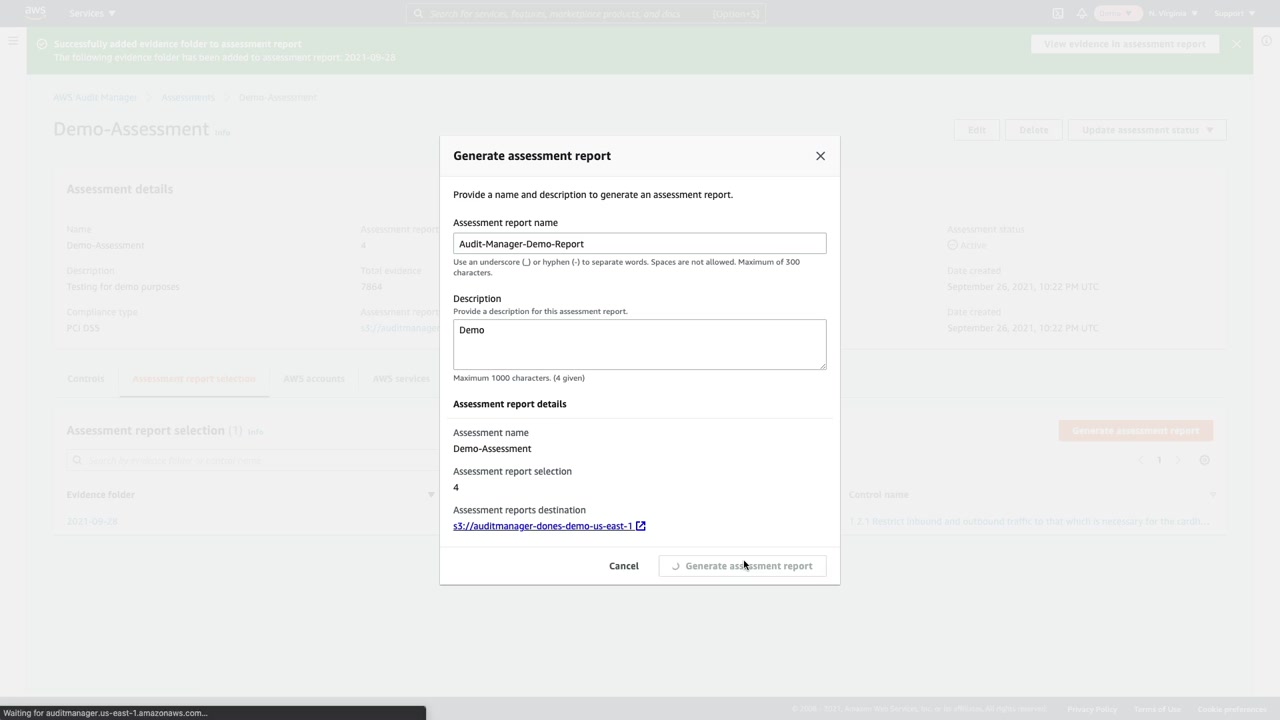 aws
Services
Search for services, features, marketplace products, and docs
[Option+S]
Demo
N. Virginia
Support
Successfully added evidence folder to assessment report
The following evidence folder has been added to assessment report: 2021-09-28
View evidence in assessment report
AWS Audit Manager
Assessments
Demo-Assessment
Demo-Assessment
Info
Edit
Delete
Update assessment status
Assessment details
Name
Demo-Assessment
Description
Testing for demo purposes
Compliance type
PCI DSS
Assessment report
4
Total evidence
7864
Assessment report
s3://auditmanager
Assessment status
Active
Date created
September 26, 2021, 10:22 PM UTC
Date created
September 26, 2021, 10:22 PM UTC
Controls
Assessment report selection
AWS accounts
AWS services
Assessment report selection (1)
Info
Generate assessment report
Search by evidence folder or control name
1
Evidence folder
Control name
2021-09-28
1.2.1 Restrict inbound and outbound traffic to that which is necessary for the cardh...
Generate assessment report
Provide a name and description to generate an assessment report.
Assessment report name
Audit-Manager-Demo-Report
Use an underscore (_) or hyphen (-) to separate words. Spaces are not allowed. Maximum of 300
characters.
Description
Provide a description for this assessment report.
Demo
Maximum 1000 characters. (4 given)
Assessment report details
Assessment name
Demo-Assessment
Assessment report selection
4
Assessment reports destination
s3://auditmanager-dones-demo-us-east-1
Cancel
Generate assessment report
Waiting for auditmanager.us-east-1.amazonaws.com...
© 2008 - 2021, Amazon Web Services, Inc. or its affiliates. All rights reserved.
Privacy Policy
Terms of Use
Cookie preferences